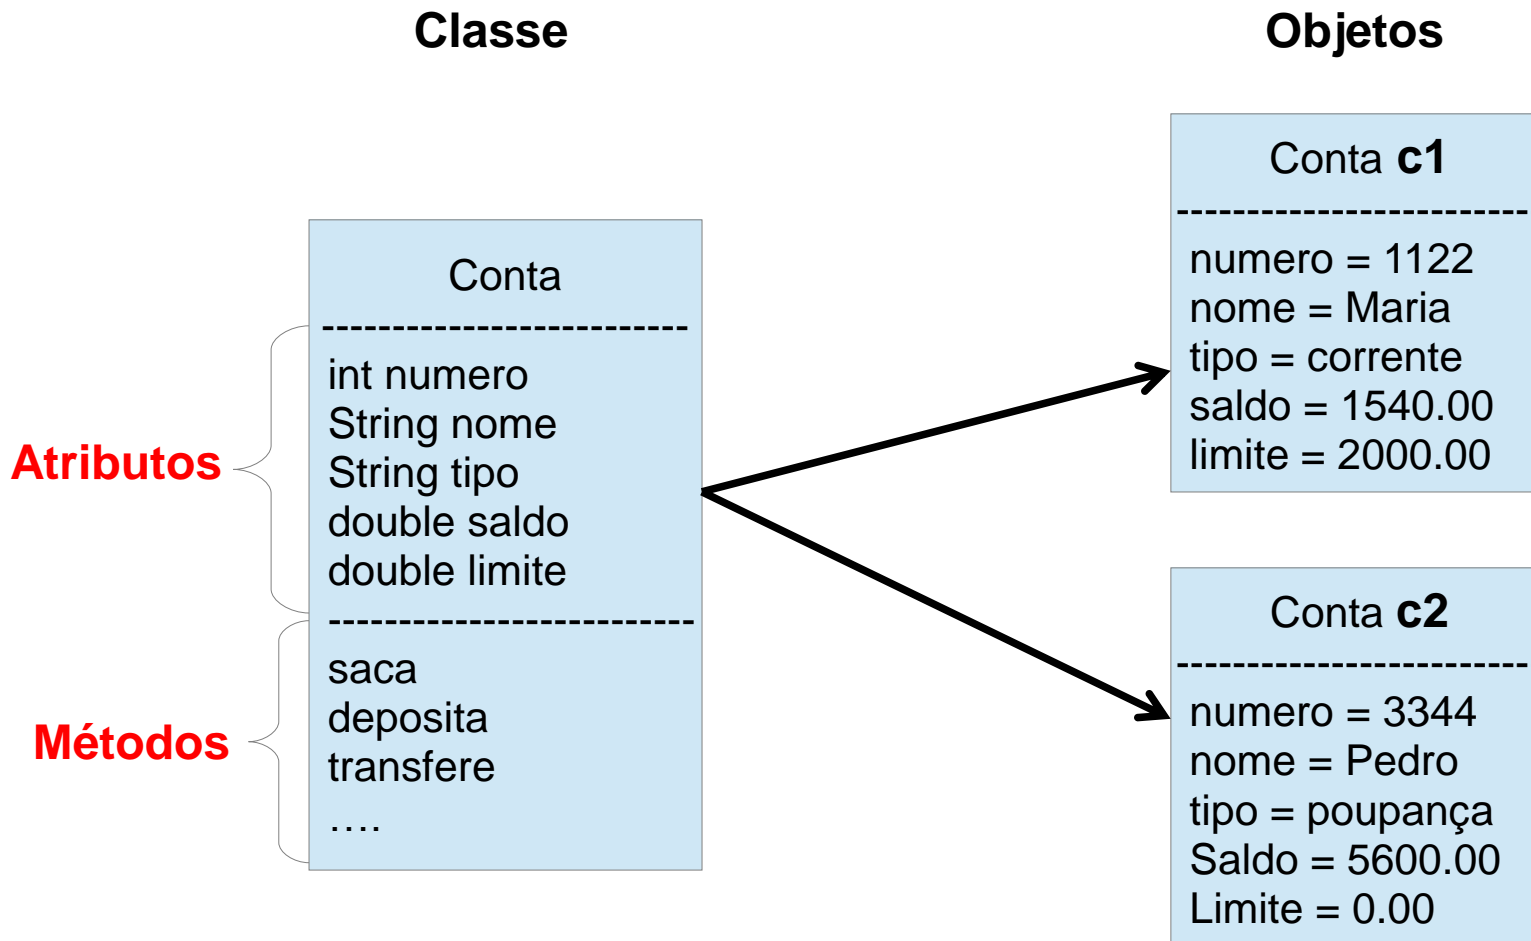 Classe
Objetos
Conta
---------------------------
int numero
String nome
String tipo
double saldo
double limite
---------------------------
saca
deposita
transfere
….
Atributos
Métodos
Conta c1
--------------------------
numero = 1122
nome = Maria
tipo = corrente
saldo = 1540.00
limite = 2000.00
Conta c2
--------------------------
numero = 3344
nome = Pedro
tipo = poupança
Saldo = 5600.00
Limite = 0.00